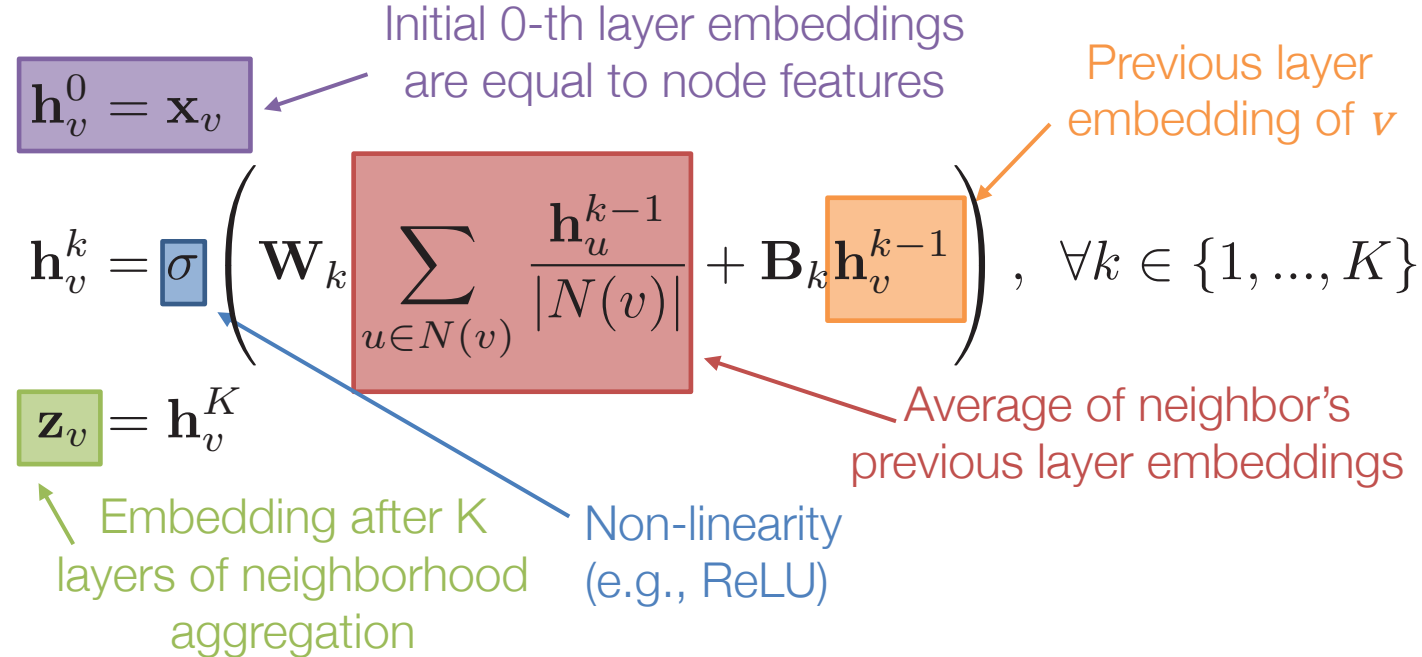 Initial 0-th layer embeddings
are equal to node features
Previous layer
embedding of v
h_v^0 = x_v
h_v^k = σ ( W_k ∑_{u∈N(v)} h_u^{k−1} / |N(v)| + B_k h_v^{k−1} ) , ∀k ∈ {1, ..., K}
z_v = h_v^K
Average of neighbor's
previous layer embeddings
Embedding after K
layers of neighborhood
aggregation
Non-linearity
(e.g., ReLU)